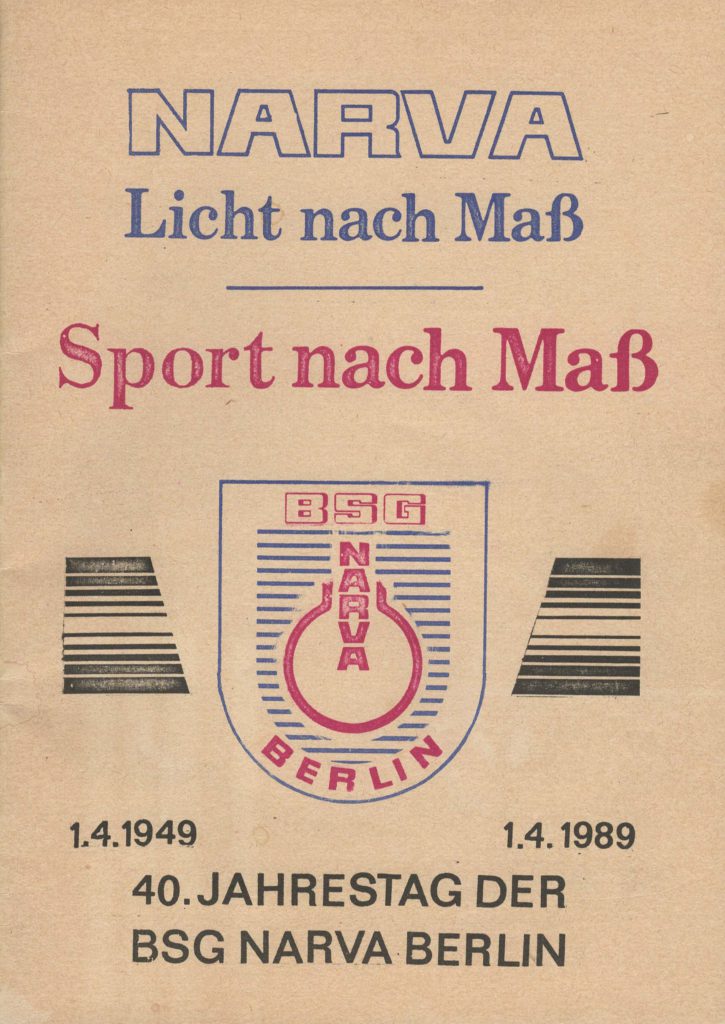 NARVA
Licht nach Maß
Sport nach Maß
BSG
NARVA
BERLIN
1.4.1949
1.4.1989
40. JAHRESTAG DER
BSG NARVA BERLIN